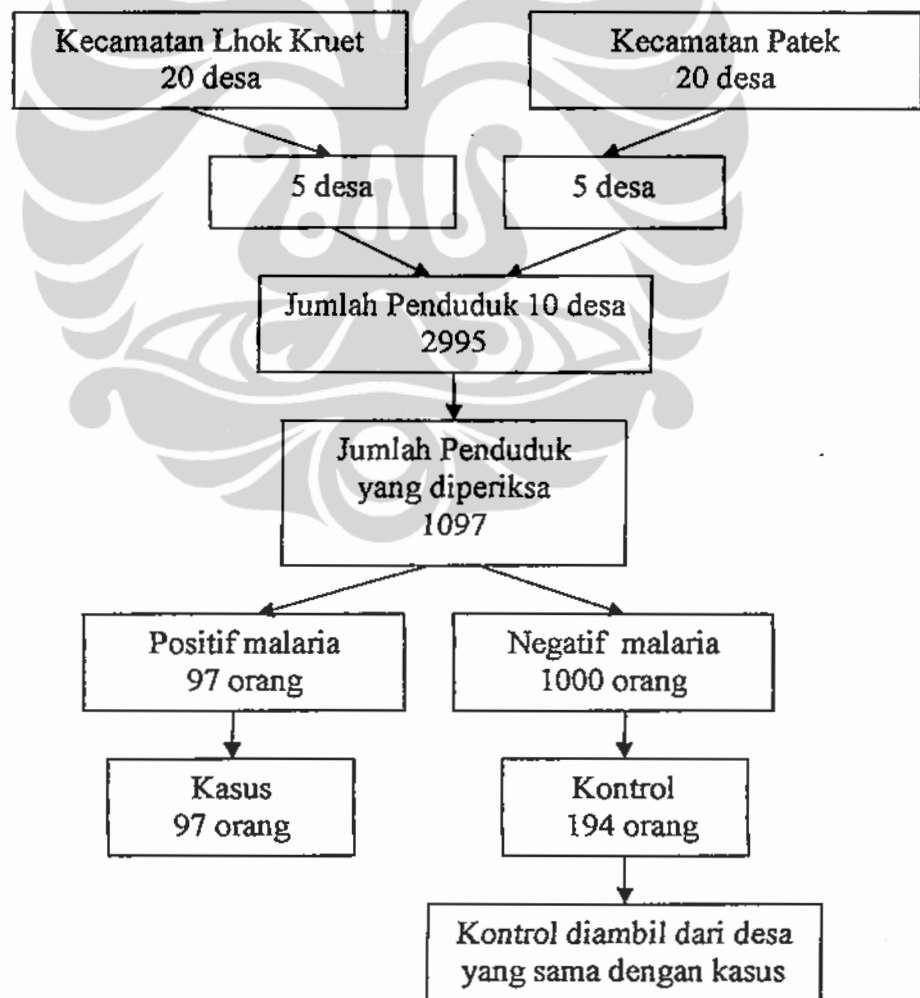 Kecamatan Lhok Kruet
20 desa
Kecamatan Patek
20 desa
5 desa
5 desa
Jumlah Penduduk 10 desa
2995
Jumlah Penduduk
yang diperiksa
1097
Positif malaria
97 orang
Negatif malaria
1000 orang
Kasus
97 orang
Kontrol
194 orang
Kontrol diambil dari desa
yang sama dengan kasus